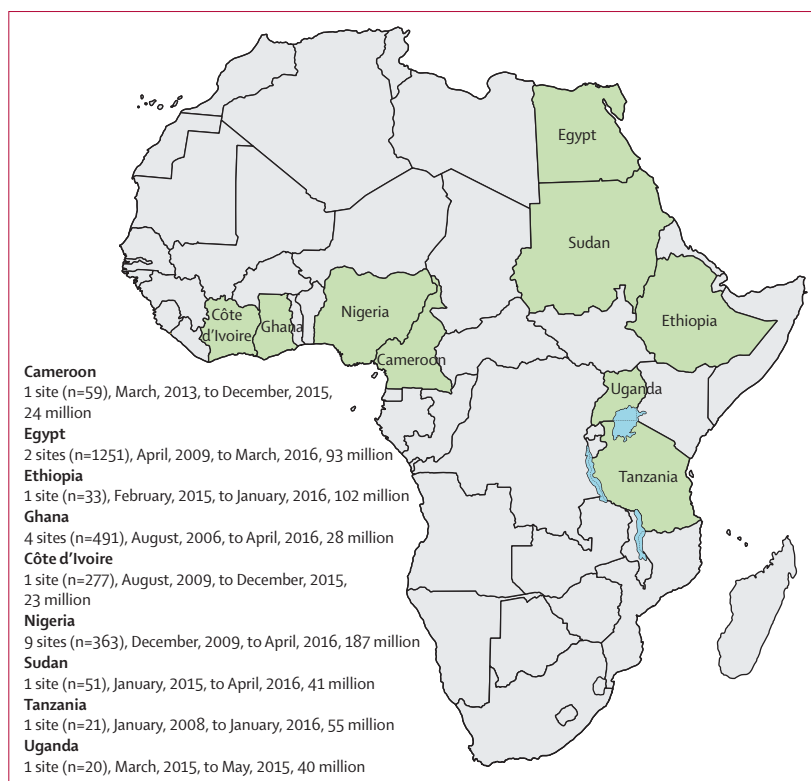 Egypt
Sudan
Nigeria
Côte
d'Ivoire
Ghana
Ethiopia
Cameroon
Uganda
Tanzania
Cameroon
1 site (n=59), March, 2013, to December, 2015,
24 million
Egypt
2 sites (n=1251), April, 2009, to March, 2016, 93 million
Ethiopia
1 site (n=33), February, 2015, to January, 2016, 102 million
Ghana
4 sites (n=491), August, 2006, to April, 2016, 28 million
Côte d'Ivoire
1 site (n=277), August, 2009, to December, 2015,
23 million
Nigeria
9 sites (n=363), December, 2009, to April, 2016, 187 million
Sudan
1 site (n=51), January, 2015, to April, 2016, 41 million
Tanzania
1 site (n=21), January, 2008, to January, 2016, 55 million
Uganda
1 site (n=20), March, 2015, to May, 2015, 40 million